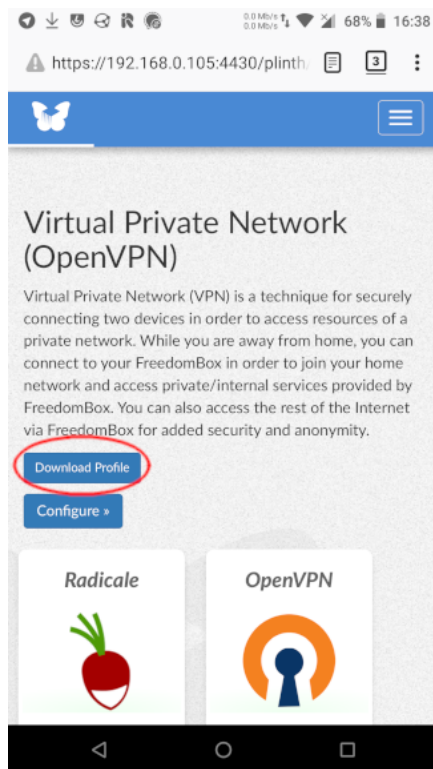 0.0 Mb/s
0.0 Mb/s
68%
16:38
https://192.168.0.105:4430/plinth/
3
Virtual Private Network
(OpenVPN)
Virtual Private Network (VPN) is a technique for securely
connecting two devices in order to access resources of a
private network. While you are away from home, you can
connect to your FreedomBox in order to join your home
network and access private/internal services provided by
FreedomBox. You can also access the rest of the Internet
via FreedomBox for added security and anonymity.
Download Profile
Configure »
Radicale OpenVPN